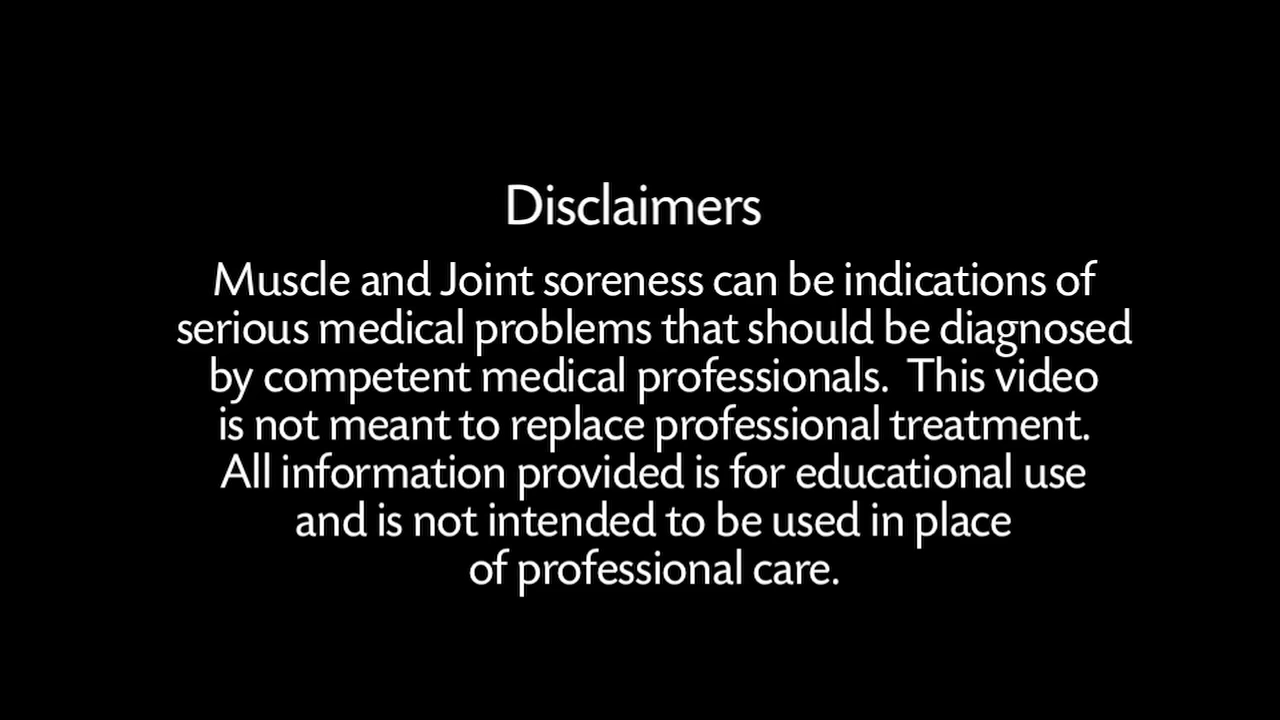 Disclaimers
Muscle and Joint soreness can be indications of
serious medical problems that should be diagnosed
by competent medical professionals.  This video
is not meant to replace professional treatment.
All information provided is for educational use
and is not intended to be used in place
of professional care.